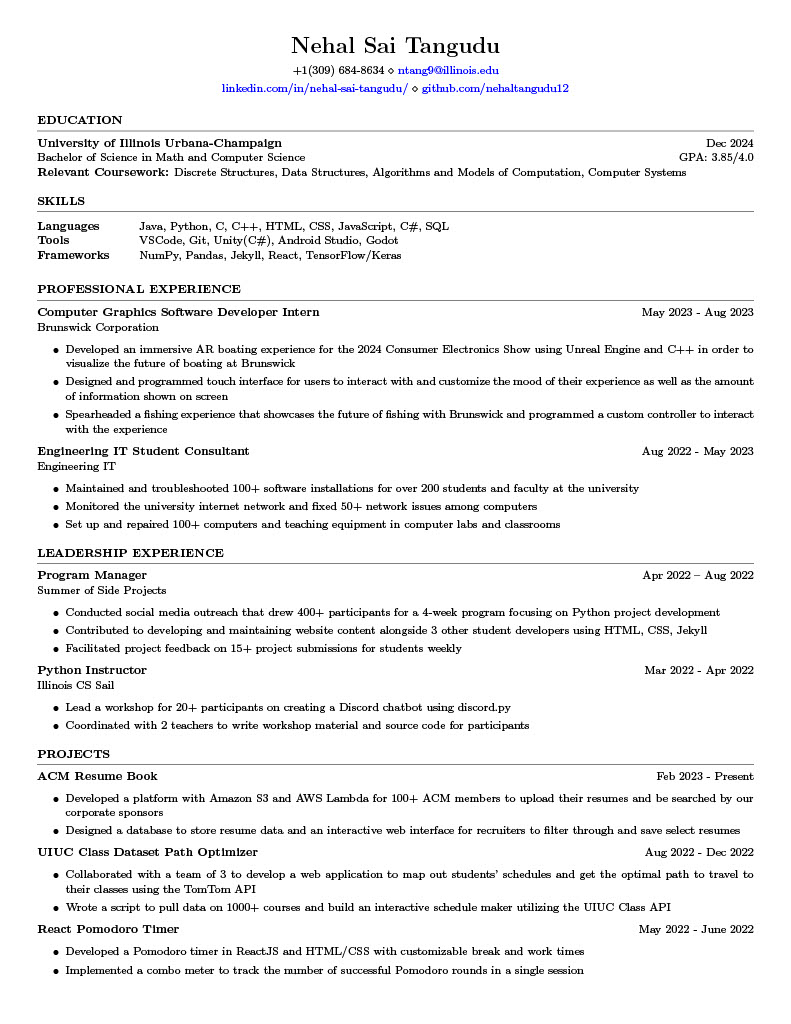 Nehal Sai Tangudu
+1(309) 684-8634 ⋄ ntang9@illinois.edu
linkedin.com/in/nehal-sai-tangudu/ ⋄ github.com/nehaltangudu12
EDUCATION
University of Illinois Urbana-Champaign Dec 2024
Bachelor of Science in Math and Computer Science GPA: 3.85/4.0
Relevant Coursework: Discrete Structures, Data Structures, Algorithms and Models of Computation, Computer Systems
SKILLS
Languages Java, Python, C, C++, HTML, CSS, JavaScript, C#, SQL
Tools VSCode, Git, Unity(C#), Android Studio, Godot
Frameworks NumPy, Pandas, Jekyll, React, TensorFlow/Keras
PROFESSIONAL EXPERIENCE
Computer Graphics Software Developer Intern May 2023 - Aug 2023
Brunswick Corporation
• Developed an immersive AR boating experience for the 2024 Consumer Electronics Show using Unreal Engine and C++ in order to
visualize the future of boating at Brunswick
• Designed and programmed touch interface for users to interact with and customize the mood of their experience as well as the amount
of information shown on screen
• Spearheaded a fishing experience that showcases the future of fishing with Brunswick and programmed a custom controller to interact
with the experience
Engineering IT Student Consultant Aug 2022 - May 2023
Engineering IT
• Maintained and troubleshooted 100+ software installations for over 200 students and faculty at the university
• Monitored the university internet network and fixed 50+ network issues among computers
• Set up and repaired 100+ computers and teaching equipment in computer labs and classrooms
LEADERSHIP EXPERIENCE
Program Manager Apr 2022 – Aug 2022
Summer of Side Projects
• Conducted social media outreach that drew 400+ participants for a 4-week program focusing on Python project development
• Contributed to developing and maintaining website content alongside 3 other student developers using HTML, CSS, Jekyll
• Facilitated project feedback on 15+ project submissions for students weekly
Python Instructor Mar 2022 - Apr 2022
Illinois CS Sail
• Lead a workshop for 20+ participants on creating a Discord chatbot using discord.py
• Coordinated with 2 teachers to write workshop material and source code for participants
PROJECTS
ACM Resume Book Feb 2023 - Present
• Developed a platform with Amazon S3 and AWS Lambda for 100+ ACM members to upload their resumes and be searched by our
corporate sponsors
• Designed a database to store resume data and an interactive web interface for recruiters to filter through and save select resumes
UIUC Class Dataset Path Optimizer Aug 2022 - Dec 2022
• Collaborated with a team of 3 to develop a web application to map out students' schedules and get the optimal path to travel to
their classes using the TomTom API
• Wrote a script to pull data on 1000+ courses and build an interactive schedule maker utilizing the UIUC Class API
React Pomodoro Timer May 2022 - June 2022
• Developed a Pomodoro timer in ReactJS and HTML/CSS with customizable break and work times
• Implemented a combo meter to track the number of successful Pomodoro rounds in a single session